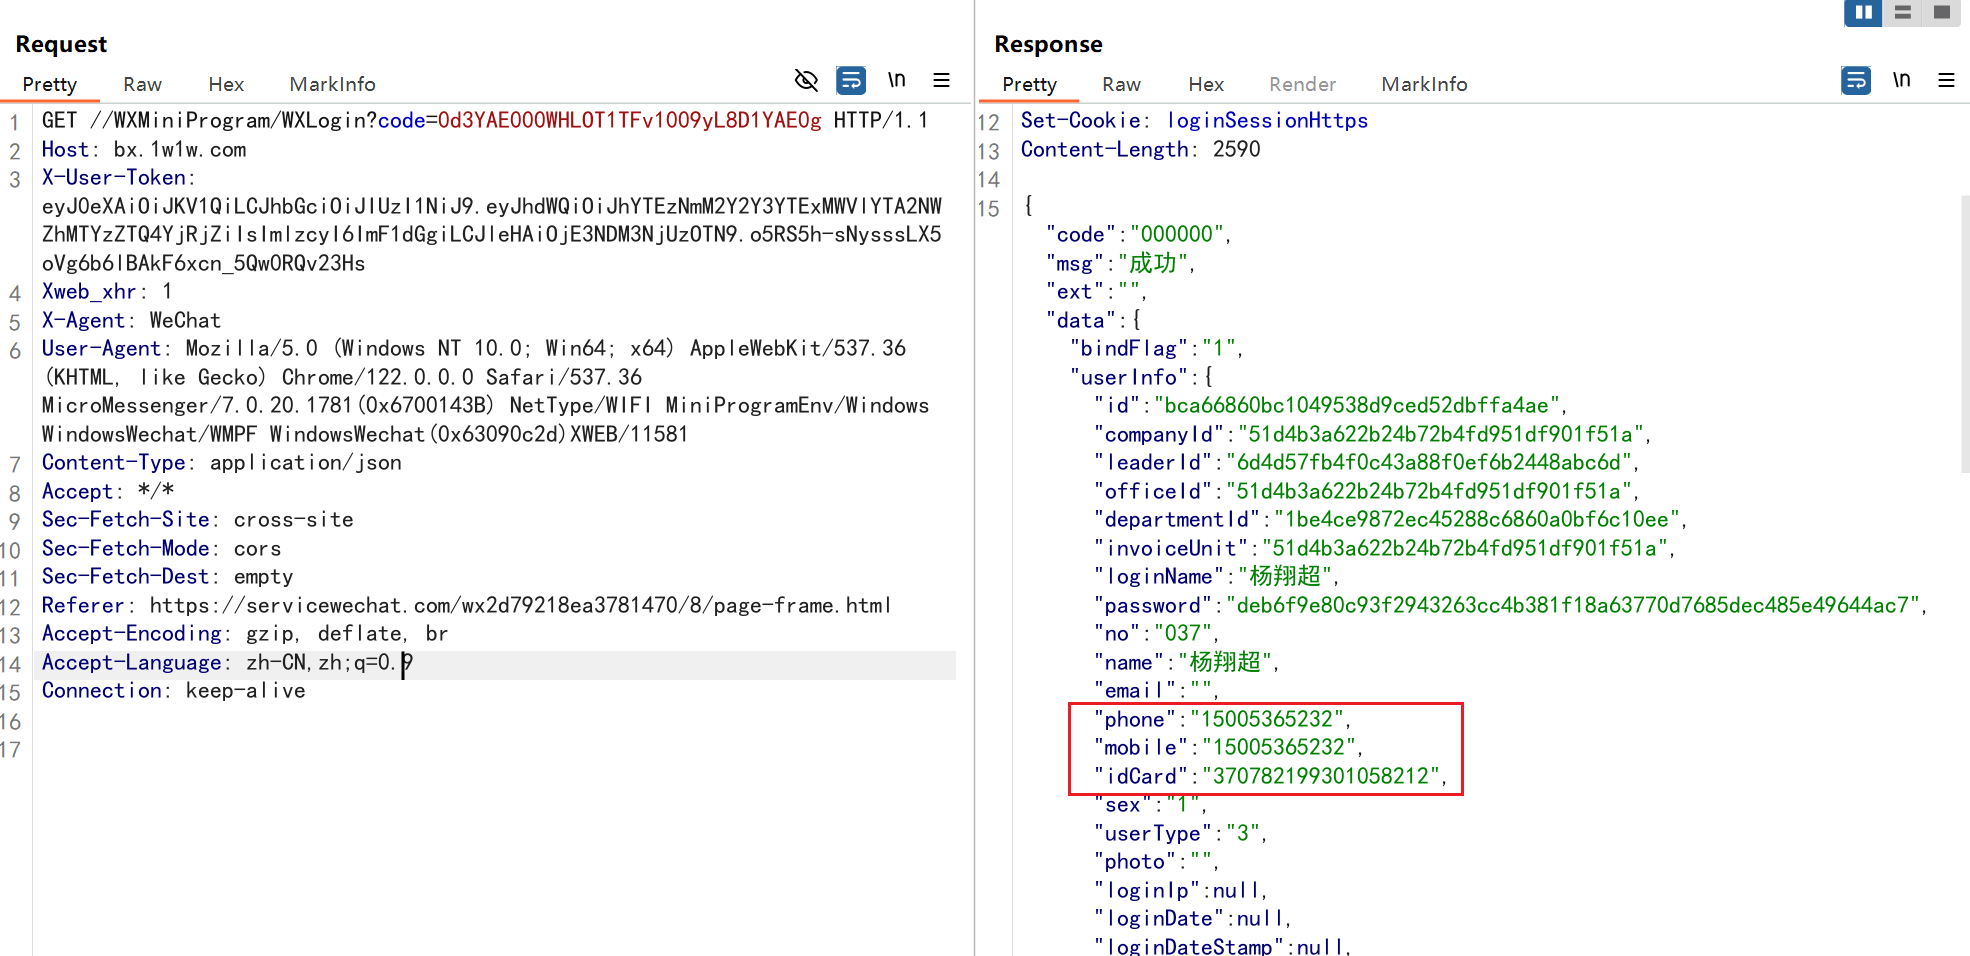 Request
Pretty Raw Hex MarkInfo \n
1 GET //WXMiniProgram/WXLogin?code=0d3YAE000WHLOT1TFv1009yL8D1YAE0g HTTP/1.1
2 Host: bx.1w1w.com
3 X-User-Token:
eyJ0eXAiOiJKV1QiLCJhbGciOiJIUzI1NiJ9.eyJhdWQiOiJhYTEzNmM2Y2Y3YTExMWVlYTA2NW
ZhMTYzZTQ4YjRjZiIsImlzcyI6ImF1dGgiLCJleHAiOjE3NDM3NjUzOTN9.o5RS5h-sNysssLX5
oVg6b6lBAkF6xcn_5QwORQv23Hs
4 Xweb_xhr: 1
5 X-Agent: WeChat
6 User-Agent: Mozilla/5.0 (Windows NT 10.0; Win64; x64) AppleWebKit/537.36
(KHTML, like Gecko) Chrome/122.0.0.0 Safari/537.36
MicroMessenger/7.0.20.1781(0x6700143B) NetType/WIFI MiniProgramEnv/Windows
WindowsWechat/WMPF WindowsWechat(0x63090c2d)XWEB/11581
7 Content-Type: application/json
8 Accept: */*
9 Sec-Fetch-Site: cross-site
10 Sec-Fetch-Mode: cors
11 Sec-Fetch-Dest: empty
12 Referer: https://servicewechat.com/wx2d79218ea3781470/8/page-frame.html
13 Accept-Encoding: gzip, deflate, br
14 Accept-Language: zh-CN,zh;q=0.9
15 Connection: keep-alive
16
17
Response
Pretty Raw Hex Render MarkInfo \n
12 Set-Cookie: loginSessionHttps
13 Content-Length: 2590
14
15 {
"code":"000000",
"msg":"成功",
"ext":"",
"data":{
"bindFlag":"1",
"userInfo":{
"id":"bca66860bc1049538d9ced52dbffa4ae",
"companyId":"51d4b3a622b24b72b4fd951df901f51a",
"leaderId":"6d4d57fb4f0c43a88f0ef6b2448abc6d",
"officeId":"51d4b3a622b24b72b4fd951df901f51a",
"departmentId":"1be4ce9872ec45288c6860a0bf6c10ee",
"invoiceUnit":"51d4b3a622b24b72b4fd951df901f51a",
"loginName":"杨翔超",
"password":"deb6f9e80c93f2943263cc4b381f18a63770d7685dec485e49644ac7",
"no":"037",
"name":"杨翔超",
"email":"",
"phone":"15005365232",
"mobile":"15005365232",
"idCard":"370782199301058212",
"sex":"1",
"userType":"3",
"photo":"",
"loginIp":null,
"loginDate":null,
"loginDateStamp":null,